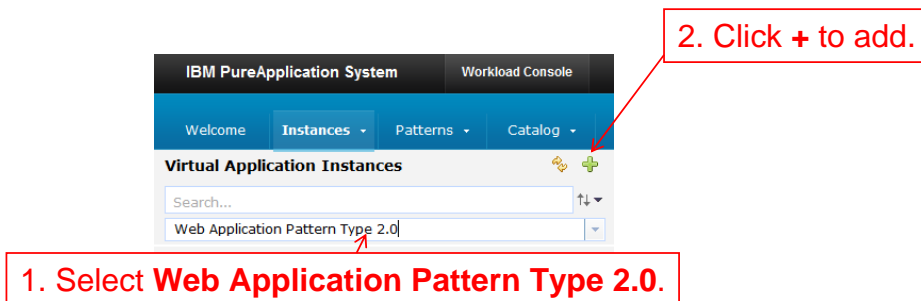 2. Click + to add.
IBM PureApplication System
Workload Console
Welcome
Instances
Patterns
Catalog
Virtual Application Instances
Search...
Web Application Pattern Type 2.0
1. Select Web Application Pattern Type 2.0.